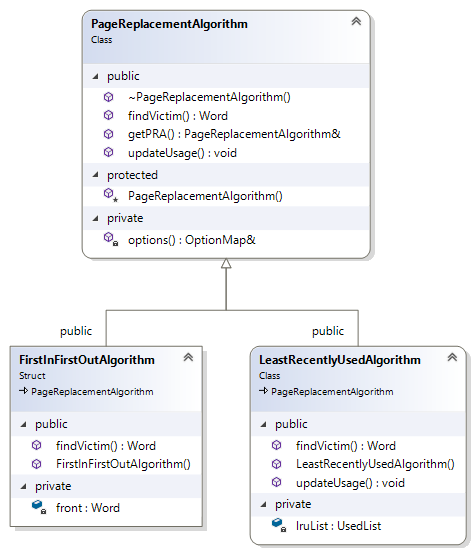 PageReplacementAlgorithm
Class
public
~PageReplacementAlgorithm()
findVictim() : Word
getPRA() : PageReplacementAlgorithm&
updateUsage() : void
protected
PageReplacementAlgorithm()
private
options() : OptionMap&
public
public
FirstInFirstOutAlgorithm
Struct
PageReplacementAlgorithm
public
findVictim() : Word
FirstInFirstOutAlgorithm()
private
front : Word
LeastRecentlyUsedAlgorithm
Class
PageReplacementAlgorithm
public
findVictim() : Word
LeastRecentlyUsedAlgorithm()
updateUsage() : void
private
lruList : UsedList